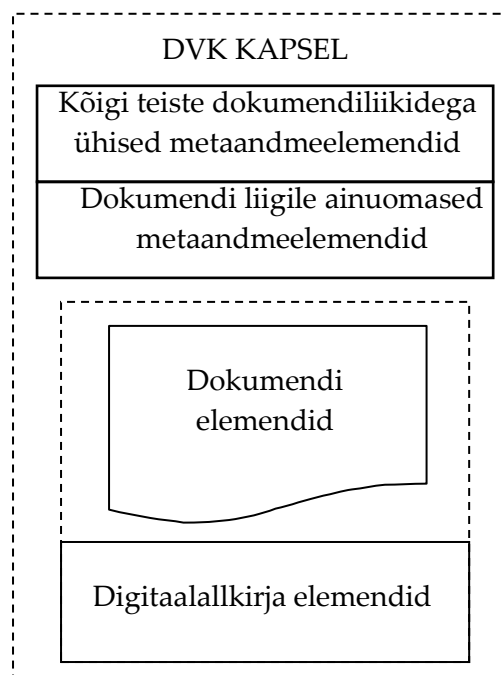 DVK KAPSEL
Kõigi teiste dokumendiliikidega
ühised metaandmeelemendid
Dokumendi liigile ainuomased
metaandmeelemendid
Dokumendi
elemendid
Digitaalallkirja elemendid